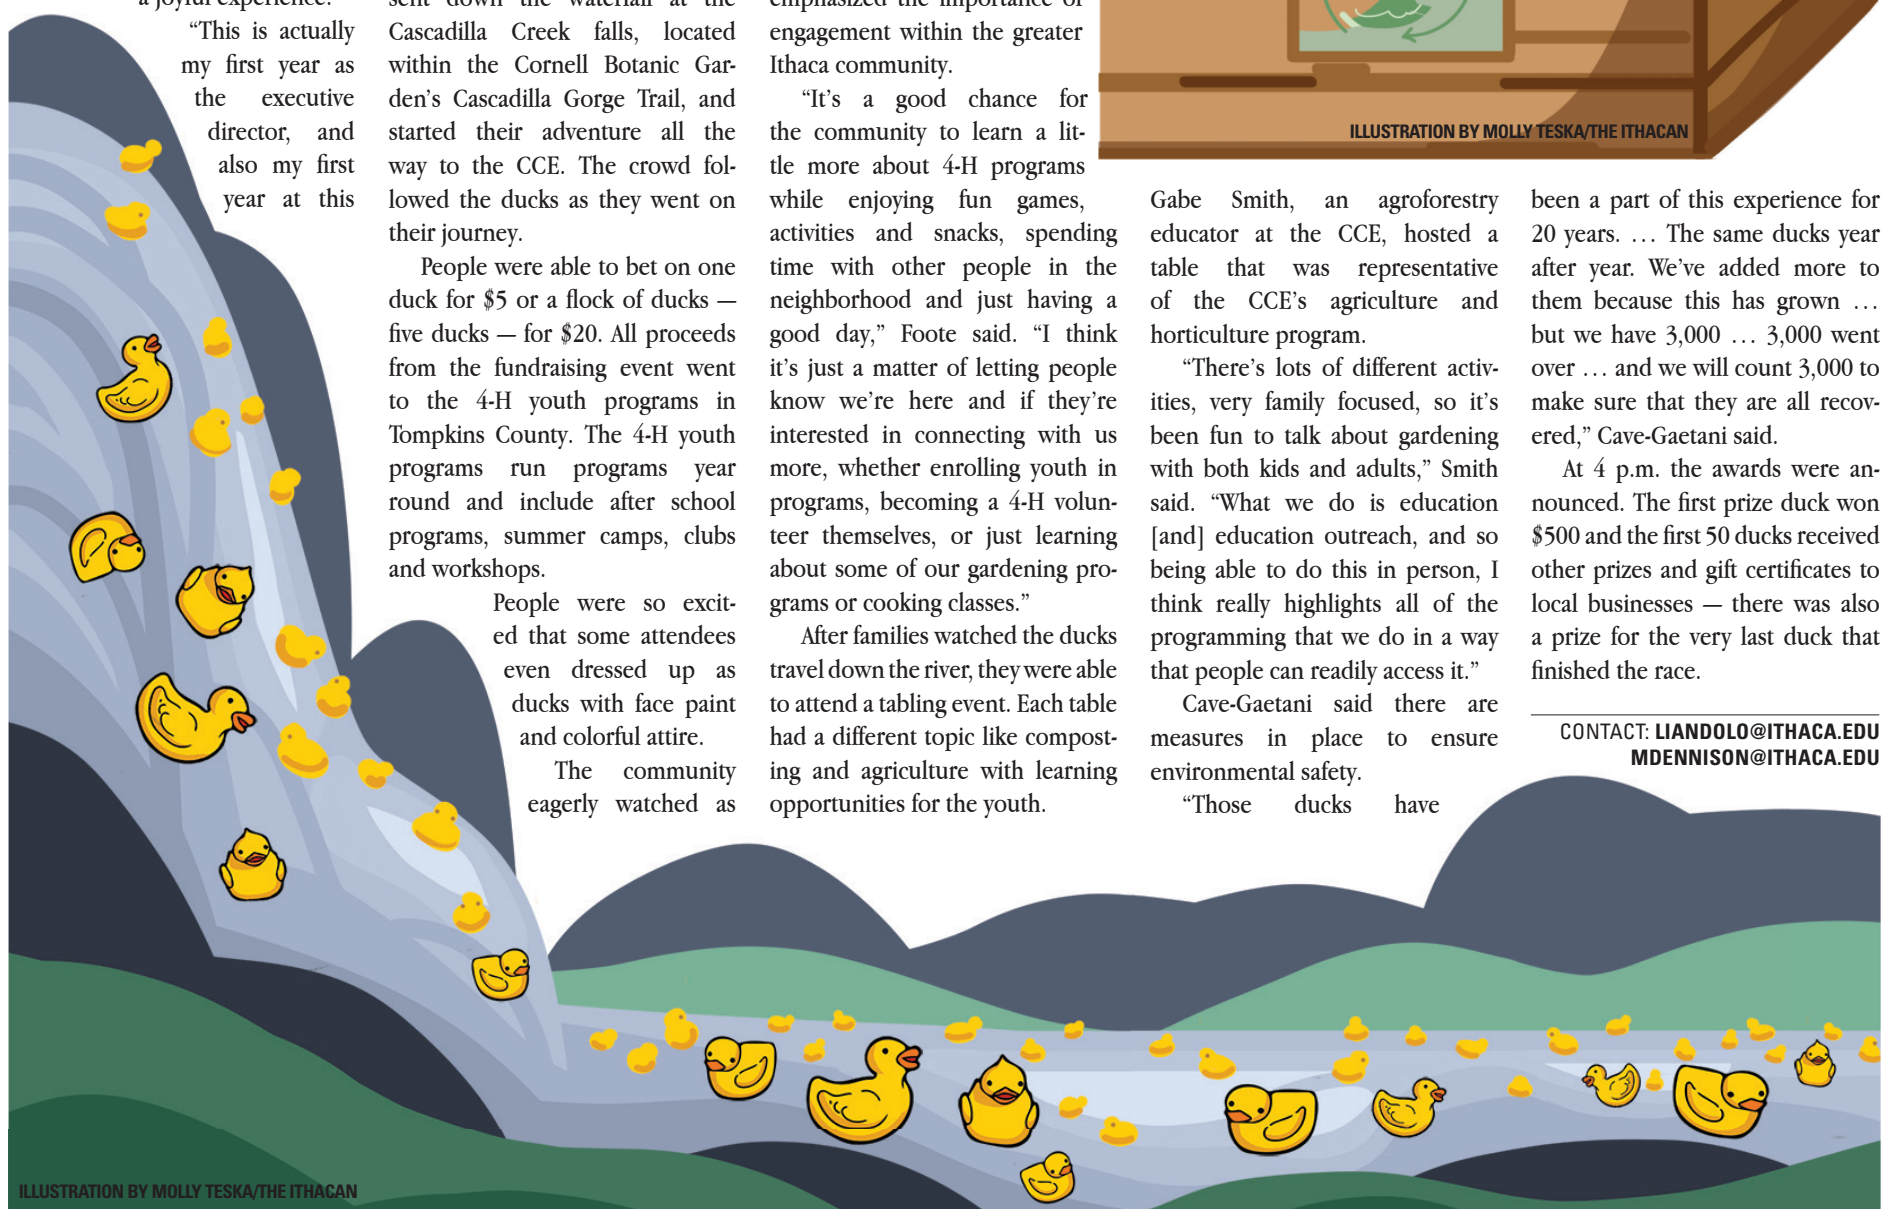 a joyful experience.
“This is actually
my first year as
the executive
director, and
also my first
year at this
sent down the waterfall at the
Cascadilla Creek falls, located
within the Cornell Botanic Gar-
den’s Cascadilla Gorge Trail, and
started their adventure all the
way to the CCE. The crowd fol-
lowed the ducks as they went on
their journey.
People were able to bet on one
duck for $5 or a flock of ducks —
five ducks — for $20. All proceeds
from the fundraising event went
to the 4-H youth programs in
Tompkins County. The 4-H youth
programs run programs year
round and include after school
programs, summer camps, clubs
and workshops.
People were so excit-
ed that some attendees
even dressed up as
ducks with face paint
and colorful attire.
The community
eagerly watched as
emphasized the importance of
engagement within the greater
Ithaca community.
“It’s a good chance for
the community to learn a lit-
tle more about 4-H programs
while enjoying fun games,
activities and snacks, spending
time with other people in the
neighborhood and just having a
good day,” Foote said. “I think
it’s just a matter of letting people
know we’re here and if they’re
interested in connecting with us
more, whether enrolling youth in
programs, becoming a 4-H volun-
teer themselves, or just learning
about some of our gardening pro-
grams or cooking classes.”
After families watched the ducks
travel down the river, they were able
to attend a tabling event. Each table
had a different topic like compost-
ing and agriculture with learning
opportunities for the youth.
ILLUSTRATION BY MOLLY TESKA/THE ITHACAN
Gabe Smith, an agroforestry
educator at the CCE, hosted a
table that was representative
of the CCE’s agriculture and
horticulture program.
“There’s lots of different activ-
ities, very family focused, so it’s
been fun to talk about gardening
with both kids and adults,” Smith
said. “What we do is education
[and] education outreach, and so
being able to do this in person, I
think really highlights all of the
programming that we do in a way
that people can readily access it.”
Cave-Gaetani said there are
measures in place to ensure
environmental safety.
“Those ducks have
been a part of this experience for
20 years. … The same ducks year
after year. We’ve added more to
them because this has grown …
but we have 3,000 … 3,000 went
over … and we will count 3,000 to
make sure that they are all recov-
ered,” Cave-Gaetani said.
At 4 p.m. the awards were an-
nounced. The first prize duck won
$500 and the first 50 ducks received
other prizes and gift certificates to
local businesses — there was also
a prize for the very last duck that
finished the race.
CONTACT: LIANDOLO@ITHACA.EDU
MDENNISON@ITHACA.EDU
ILLUSTRATION BY MOLLY TESKA/THE ITHACAN